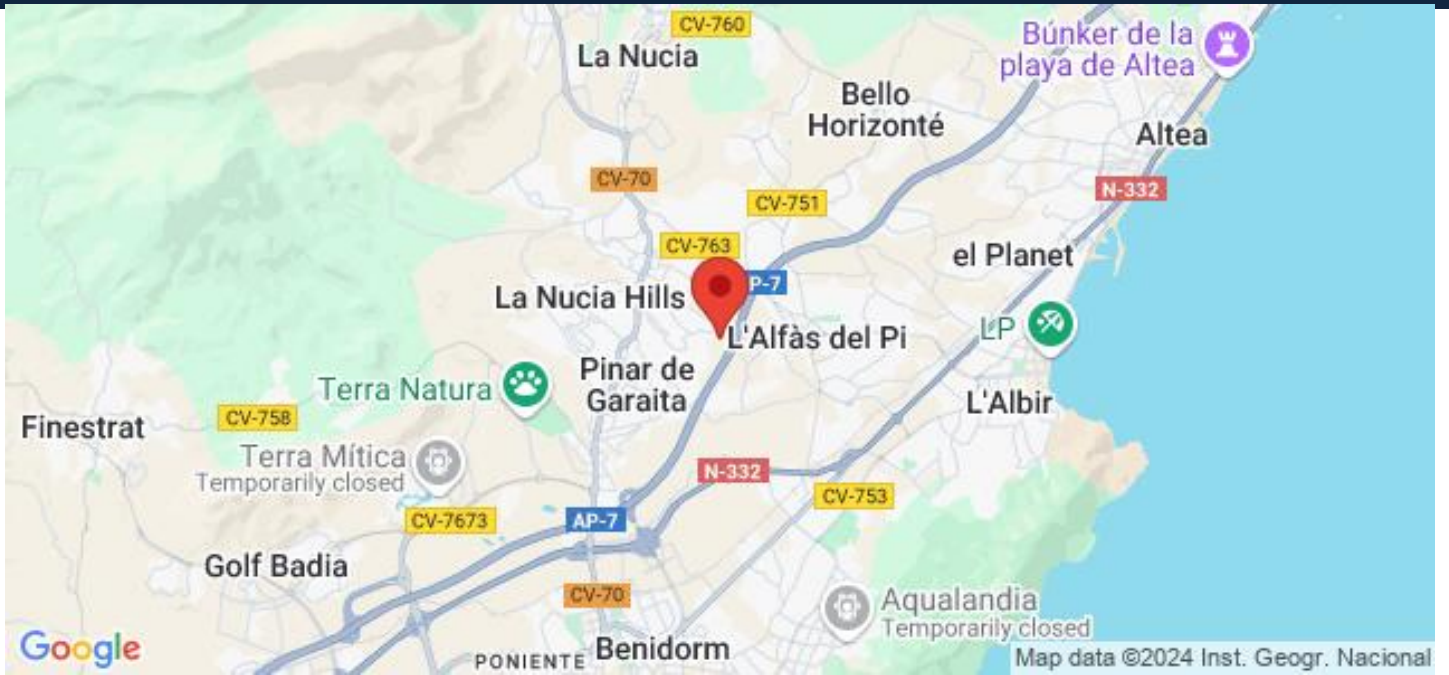 CV-760
La Nucia
Búnker de la
playa de Altea
Bello
Horizonté
Altea
CV-70
N-332
CV-751
CV-763
el Planet
P-7
La Nucia Hills
L'Alfàs del Pi
LP
Pinar de
Garaita
Terra Natura
L'Albir
CV-758
Finestrat
Terra Mítica
Temporarily closed
N-332
CV-753
CV-7673
AP-7
Golf Badia
CV-70
Aqualandia
Temporarily closed
Google
PONIENTE
Benidorm
Map data ©2024 Inst. Geogr. Nacional